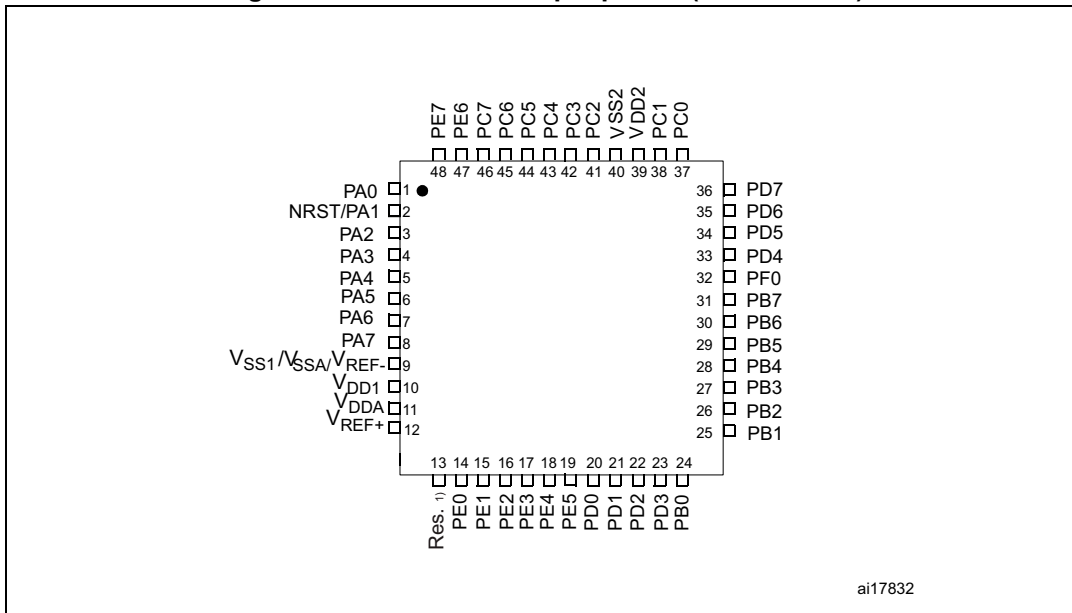 PE7
PE6
PC7
PC6
PC5
PC4
PC3
PC2
VSS2
VDD2
PC1
PC0
48 47 46 45 44 43 42 41 40 39 38 37
PA0 1
NRST/PA1 2
PA2 3
PA3 4
PA4 5
PA5 6
PA6 7
PA7 8
VSS1 /VSSA/VREF- 9
VDD1 10
VDDA 11
VREF+ 12
36 PD7
35 PD6
34 PD5
33 PD4
32 PF0
31 PB7
30 PB6
29 PB5
28 PB4
27 PB3
26 PB2
25 PB1
13 14 15 16 17 18 19 20 21 22 23 24
Res. 1)
PE0
PE1
PE2
PE3
PE4
PE5
PD0
PD1
PD2
PD3
PB0
ai17832